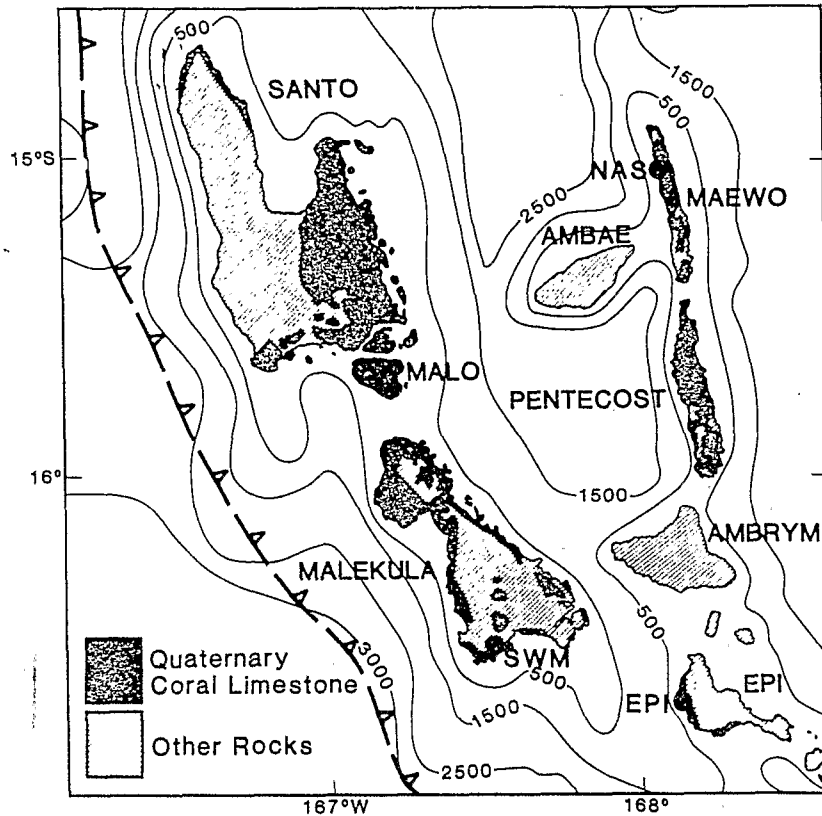 500
SANTO
1500
500
15°S
NAS
MAEWO
2500
AMBAE
MALO
PENTECOST
16°
1500
AMBRYM
MALEKULA
500
3000
Quaternary
Coral Limestone
SWM
500
EPI
EPI
1500
Other Rocks
2500
167°W
168°